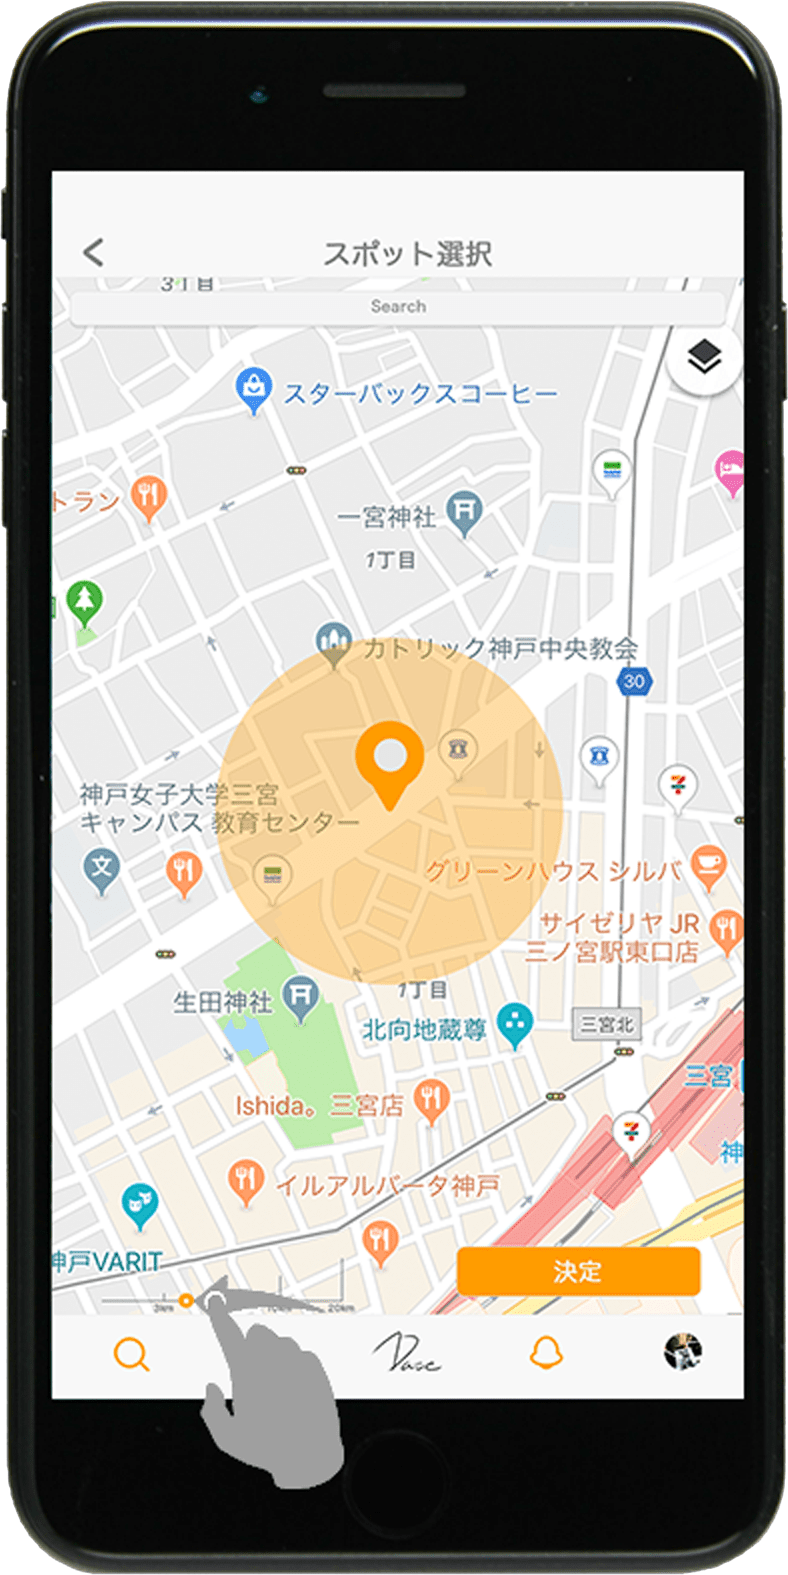 スポット選択
3丁目
Search
スターバックスコーヒー
トラン
一宮神社
1丁目
カトリック神戸中央教会
30
神戸女子大学三宮
キャンパス 教育センター
文
グリーンハウス シルバ
サイゼリヤ JR
三ノ宮駅東口店
1丁目
生田神社
北向地蔵尊
三宮北
三宮
Ishida。三宮店
7
神
イルアルバータ神戸
神戸VARIT
決定
3km
10km
20km
Dase